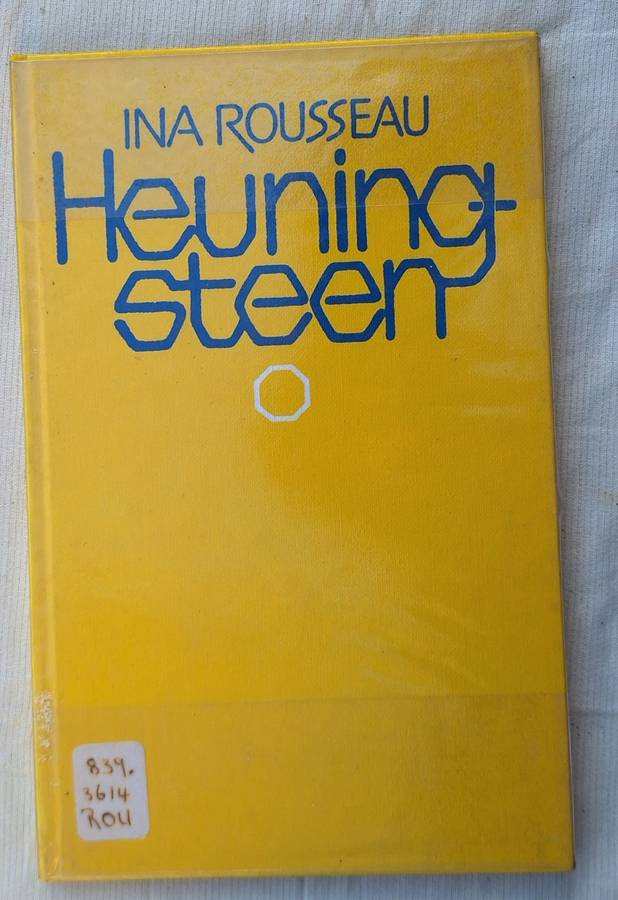 INA ROUSSEAU
Heuning-
steen
839.
3614
ROU